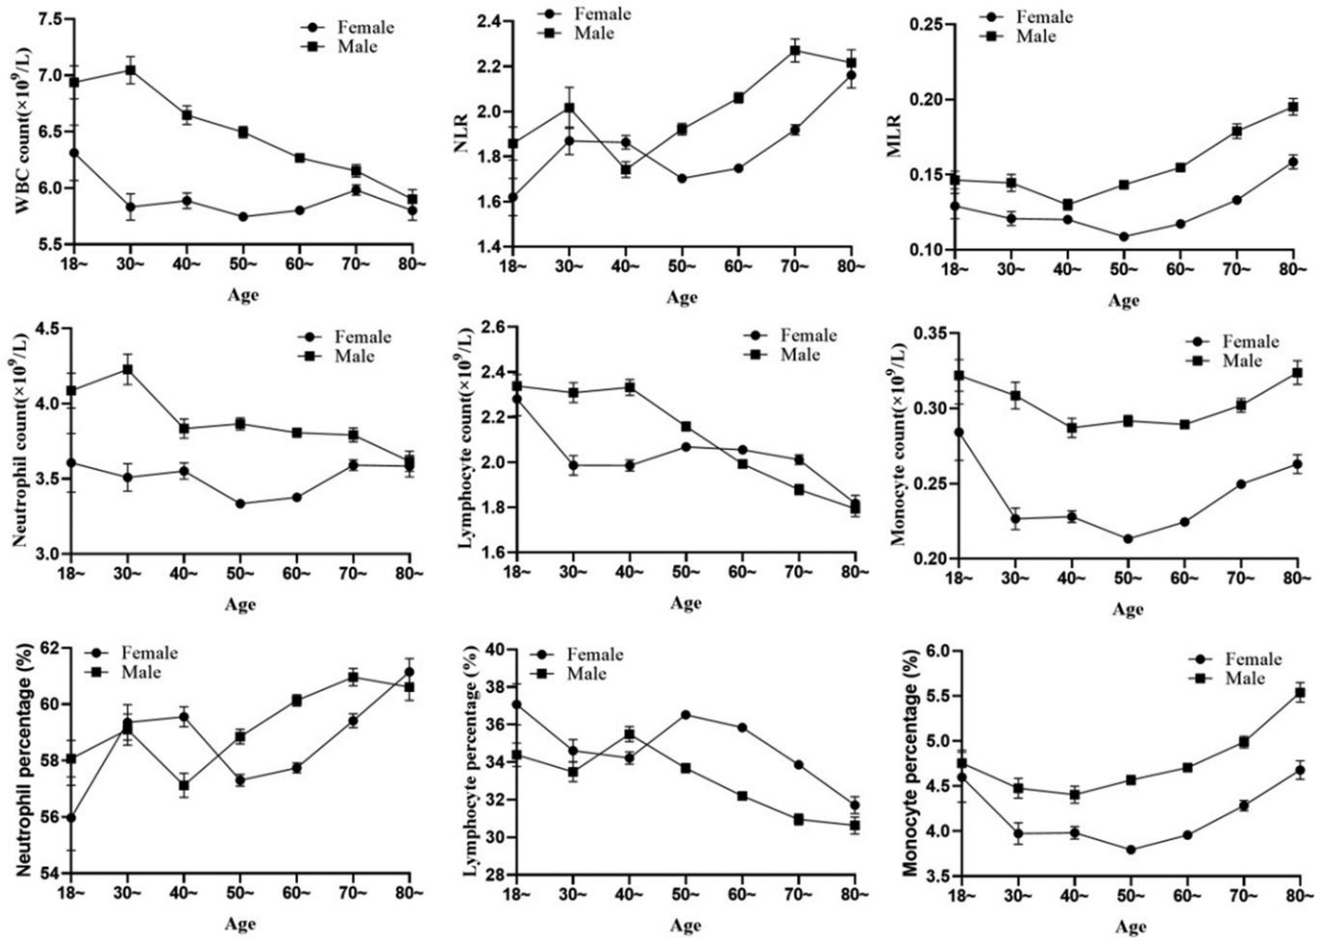 WBC count(×10⁹/L)
7.5
7.0
6.5
6.0
5.5
Female
Male
18~ 30~ 40~ 50~ 60~ 70~ 80~
Age
NLR
2.4
2.2
2.0
1.8
1.6
1.4
Female
Male
18~ 30~ 40~ 50~ 60~ 70~ 80~
Age
MLR
0.25
0.20
0.15
0.10
Female
Male
18~ 30~ 40~ 50~ 60~ 70~ 80~
Age
Neutrophil count(×10⁹/L)
4.5
4.0
3.5
3.0
Female
Male
18~ 30~ 40~ 50~ 60~ 70~ 80~
Age
Lymphocyte count(×10⁹/L)
2.6
2.4
2.2
2.0
1.8
1.6
Female
Male
18~ 30~ 40~ 50~ 60~ 70~ 80~
Age
Monocyte count(×10⁹/L)
0.35
0.30
0.25
0.20
Female
Male
18~ 30~ 40~ 50~ 60~ 70~ 80~
Age
Neutrophil percentage (%)
62
60
58
56
54
Female
Male
18~ 30~ 40~ 50~ 60~ 70~ 80~
Age
Lymphocyte percentage (%)
40
38
36
34
32
30
28
Female
Male
18~ 30~ 40~ 50~ 60~ 70~ 80~
Age
Monocyte percentage (%)
6.0
5.5
5.0
4.5
4.0
3.5
Female
Male
18~ 30~ 40~ 50~ 60~ 70~ 80~
Age